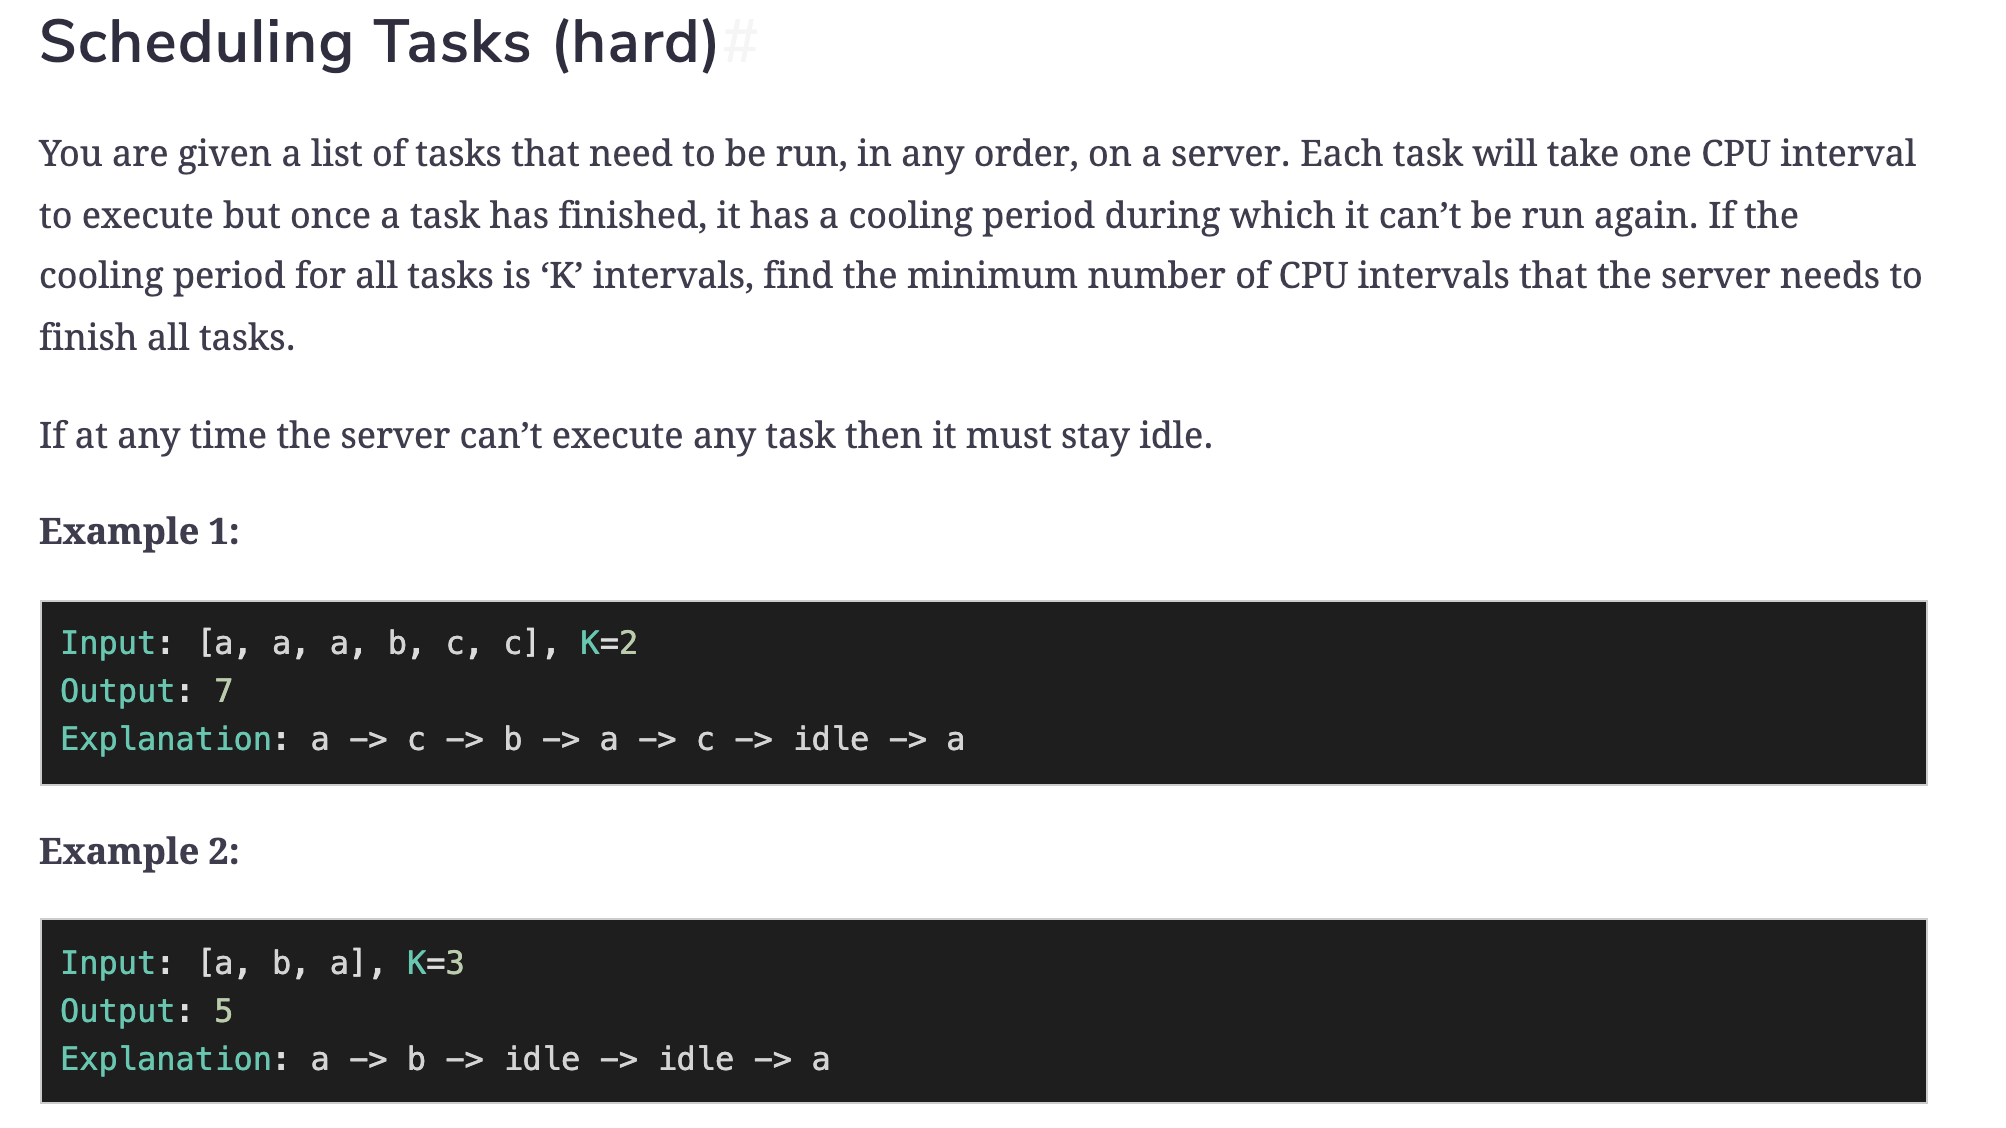 Scheduling Tasks (hard)#
You are given a list of tasks that need to be run, in any order, on a server. Each task will take one CPU interval
to execute but once a task has finished, it has a cooling period during which it can’t be run again. If the
cooling period for all tasks is ‘K’ intervals, find the minimum number of CPU intervals that the server needs to
finish all tasks.
If at any time the server can’t execute any task then it must stay idle.
Example 1:
Input: [a, a, a, b, c, c], K=2
Output: 7
Explanation: a -> c -> b -> a -> c -> idle -> a
Example 2:
Input: [a, b, a], K=3
Output: 5
Explanation: a -> b -> idle -> idle -> a